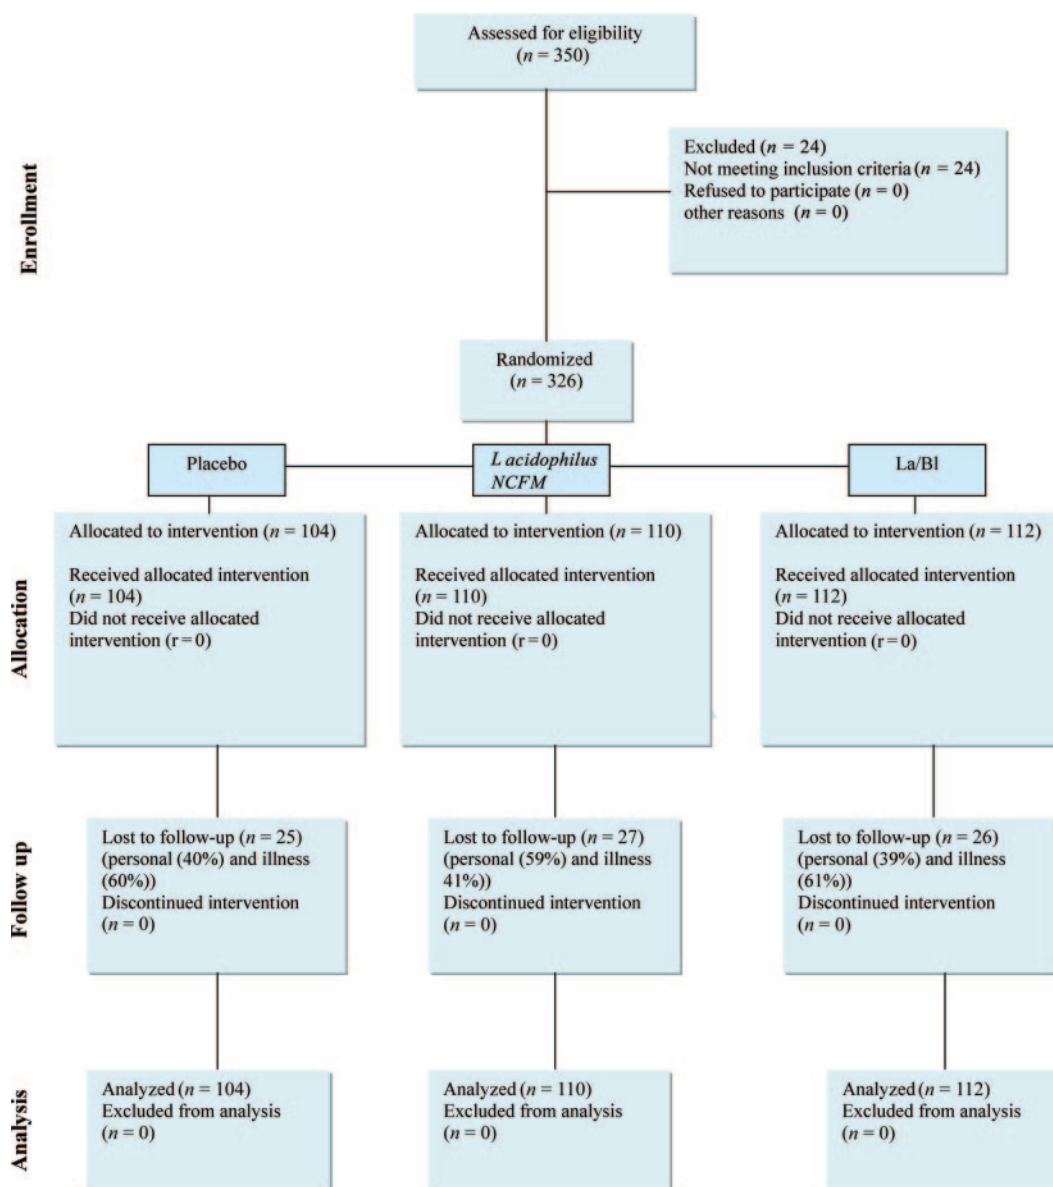 Assessed for eligibility
(n = 350)
Enrollment
Excluded (n = 24)
Not meeting inclusion criteria (n = 24)
Refused to participate (n = 0)
other reasons (n = 0)
Randomized
(n = 326)
Placebo
L acidophilus
NCFM
La/Bl
Allocation
Allocated to intervention (n = 104)
Received allocated intervention
(n = 104)
Did not receive allocated
intervention (r = 0)
Allocated to intervention (n = 110)
Received allocated intervention
(n = 110)
Did not receive allocated
intervention (r = 0)
Allocated to intervention (n = 112)
Received allocated intervention
(n = 112)
Did not receive allocated
intervention (r = 0)
Follow up
Lost to follow-up (n = 25)
(personal (40%) and illness
(60%))
Discontinued intervention
(n = 0)
Lost to follow-up (n = 27)
(personal (59%) and illness
41%))
Discontinued intervention
(n = 0)
Lost to follow-up (n = 26)
(personal (39%) and illness
(61%))
Discontinued intervention
(n = 0)
Analysis
Analyzed (n = 104)
Excluded from analysis
(n = 0)
Analyzed (n = 110)
Excluded from analysis
(n = 0)
Analyzed (n = 112)
Excluded from analysis
(n = 0)